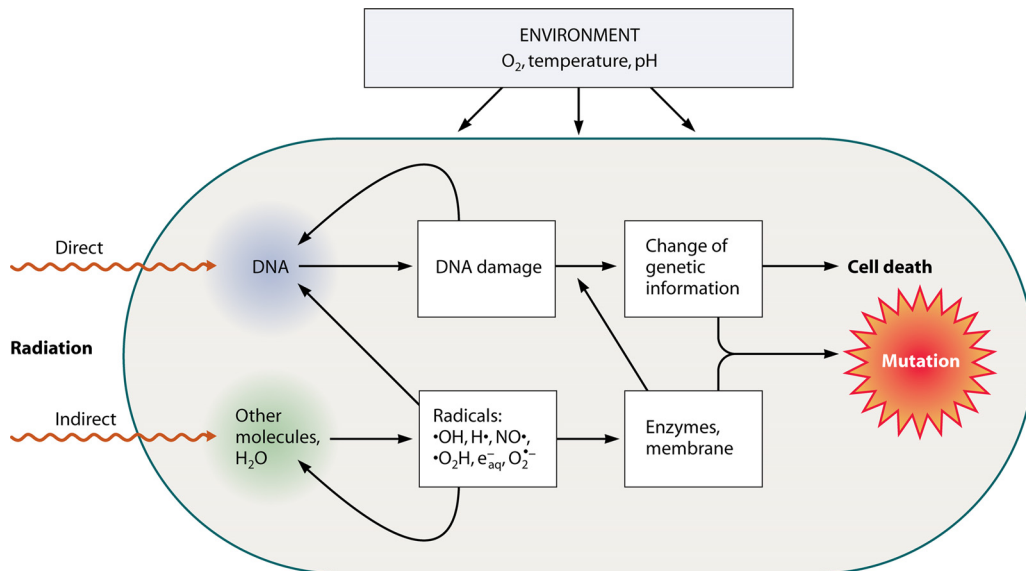 ENVIRONMENT
O₂, temperature, pH
Direct
DNA
DNA damage
Change of
genetic
information
Cell death
Radiation
Mutation
Indirect
Other
molecules,
H₂O
Radicals:
•OH, H•, NO•,
•O₂H, e⁻aq, O₂•⁻
Enzymes,
membrane